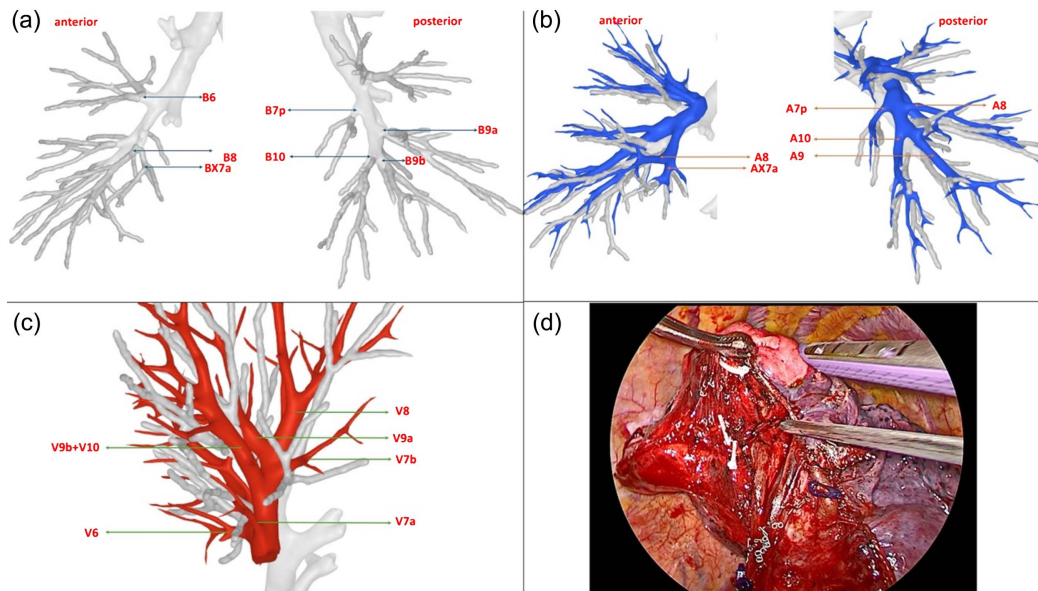 (a)
anterior
posterior
B6
B7p
B9a
B8
B10
B9b
BX7a
(b)
anterior
posterior
A7p
A8
A10
A8
A9
AX7a
(c)
V8
V9a
V9b+V10
V7b
V7a
V6
(d)